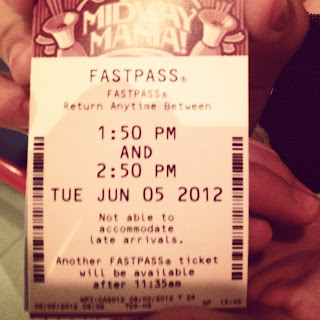 MIDWAY
MANIA!
FASTPASS®
FASTPASS®
Return Anytime Between
1:50 PM
AND
2:50 PM
TUE JUN 05 2012
Not able to
accommodate
late arrivals.
Another FASTPASS® ticket
will be available
after 11:35am